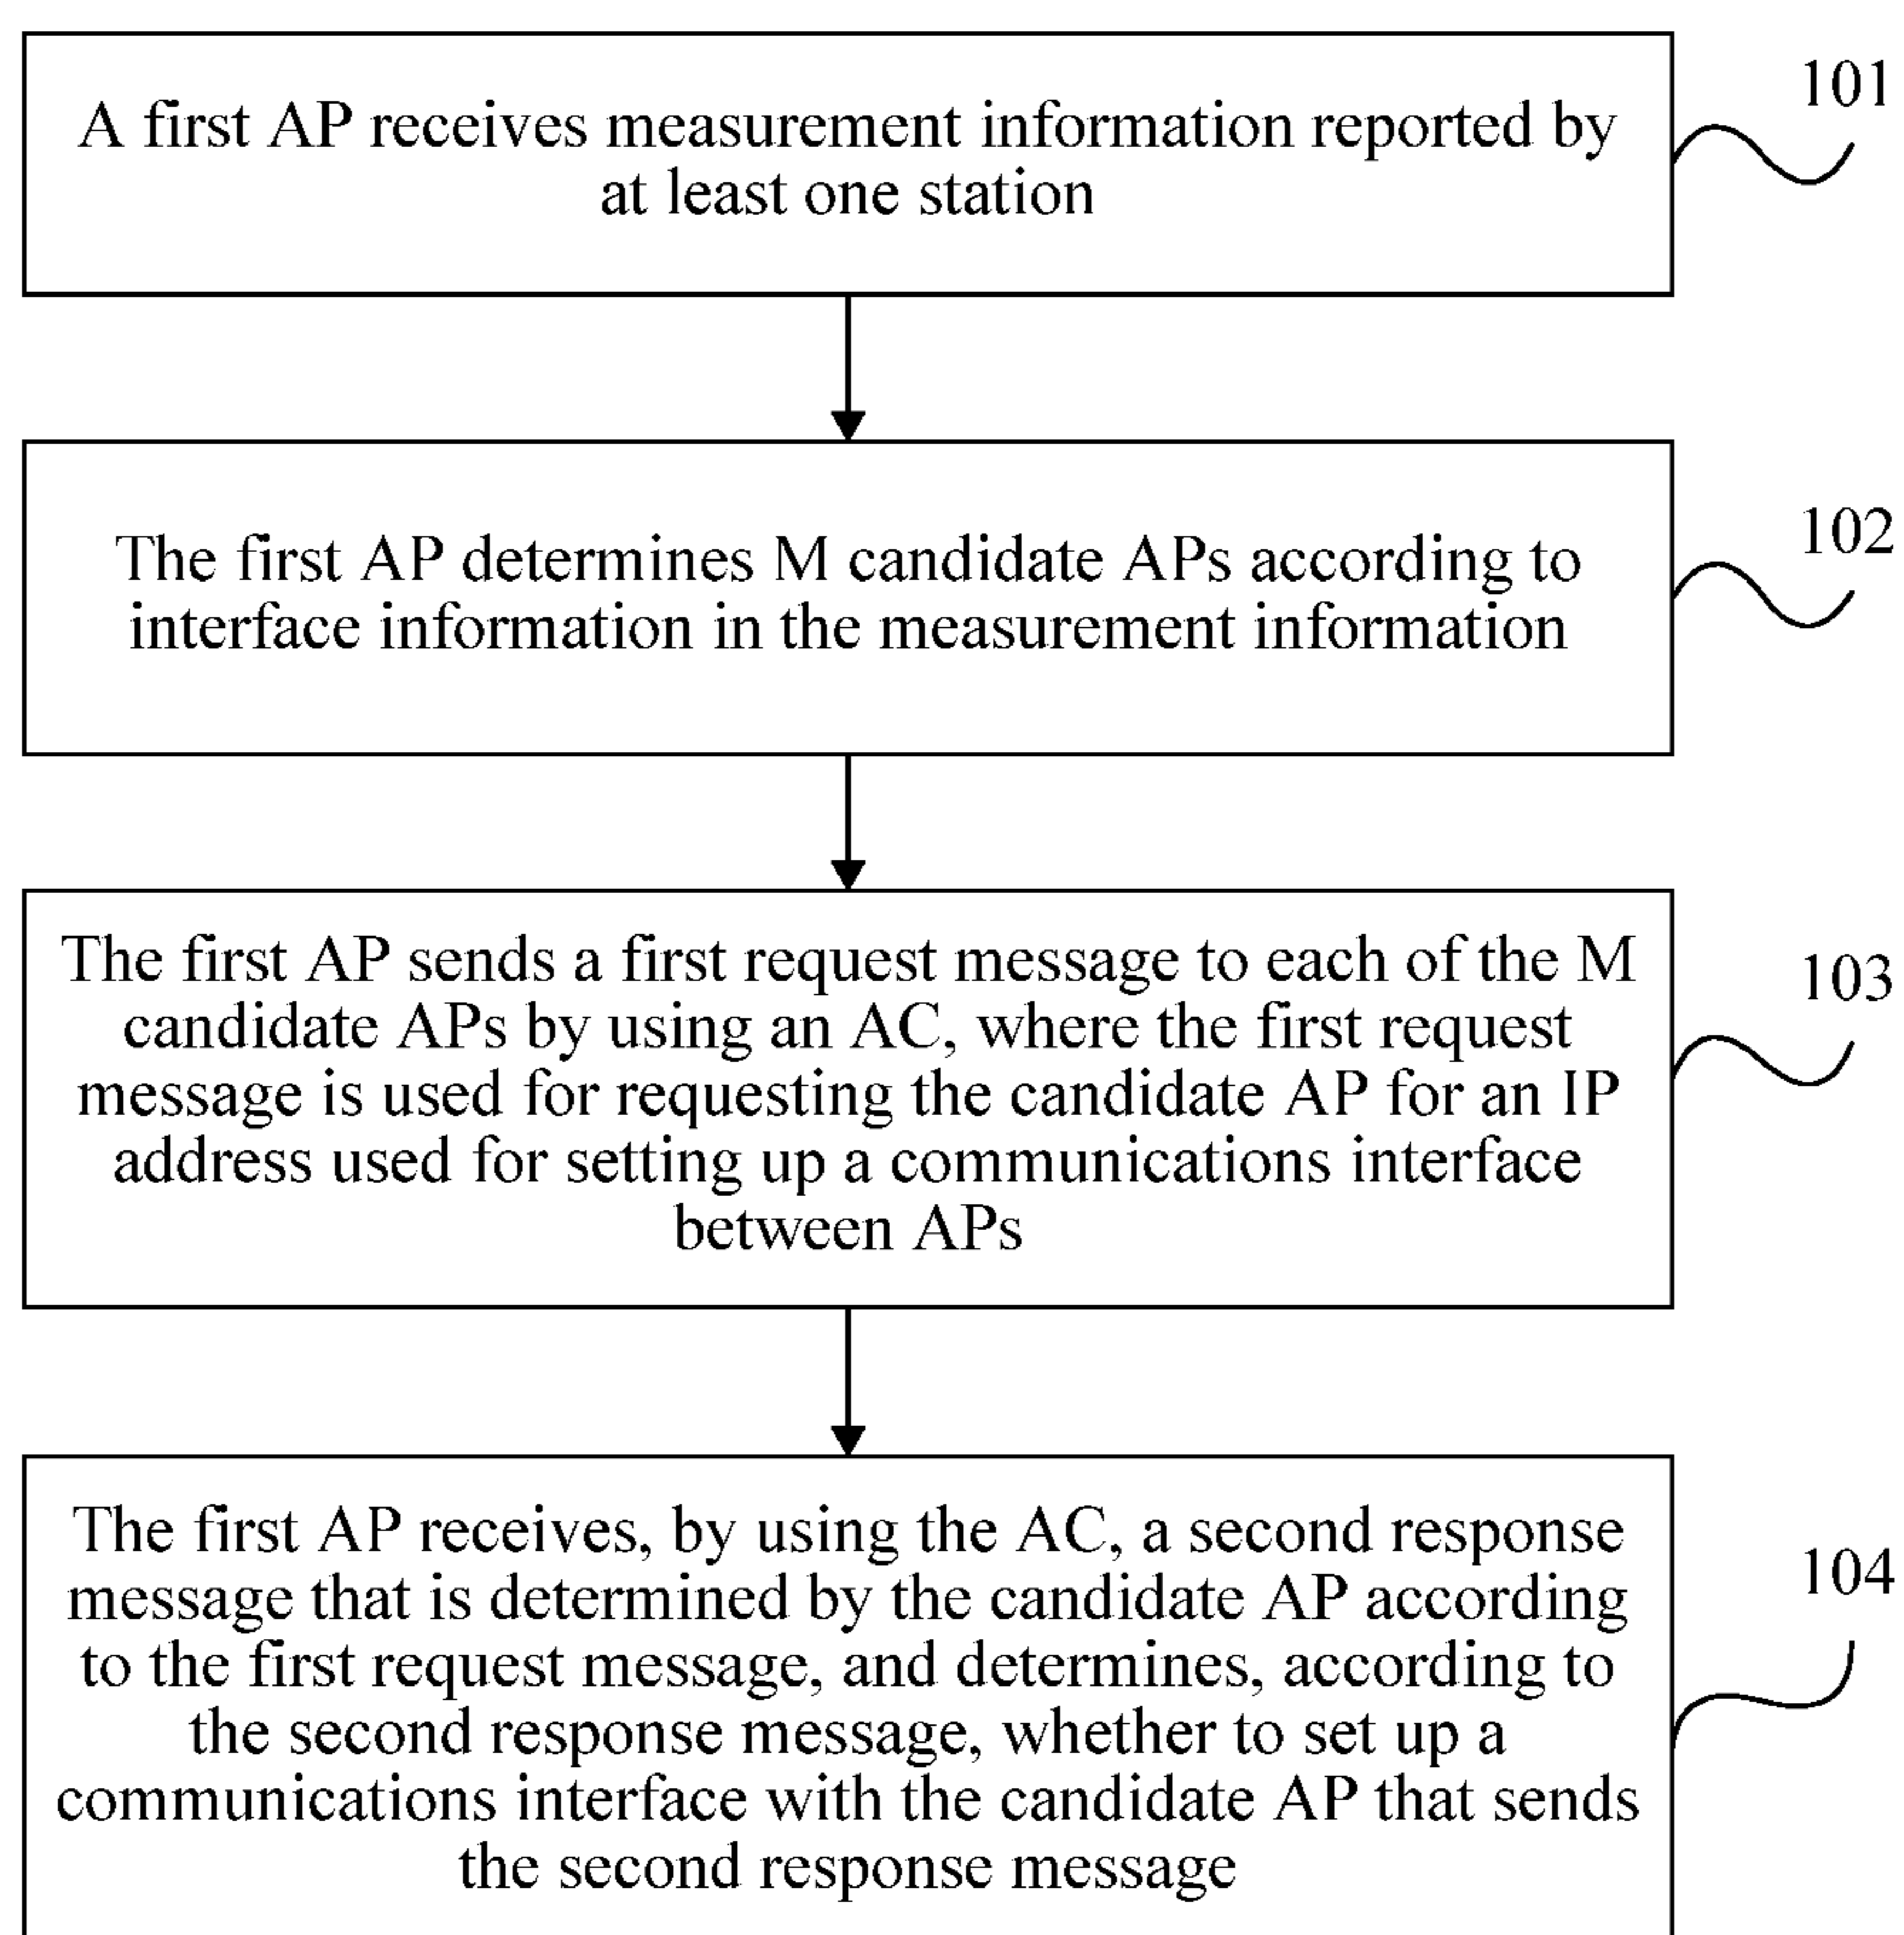 A first AP receives measurement information reported by
at least one station
101
The first AP determines M candidate APs according to
interface information in the measurement information
102
The first AP sends a first request message to each of the M
candidate APs by using an AC, where the first request
message is used for requesting the candidate AP for an IP
address used for setting up a communications interface
between APs
103
The first AP receives, by using the AC, a second response
message that is determined by the candidate AP according
to the first request message, and determines, according to
the second response message, whether to set up a
communications interface with the candidate AP that sends
the second response message
104